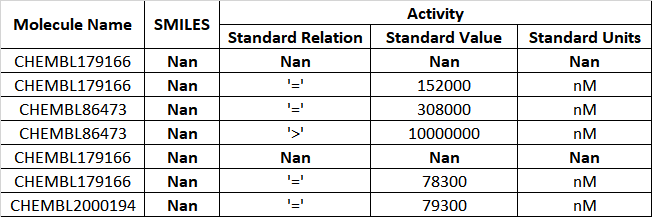 Molecule Name SMILES Activity
Standard Relation Standard Value Standard Units
CHEMBL179166 Nan Nan Nan Nan
CHEMBL179166 Nan '=' 152000 nM
CHEMBL86473 Nan '=' 308000 nM
CHEMBL86473 Nan '>' 10000000 nM
CHEMBL179166 Nan Nan Nan Nan
CHEMBL179166 Nan '=' 78300 nM
CHEMBL2000194 Nan '=' 79300 nM